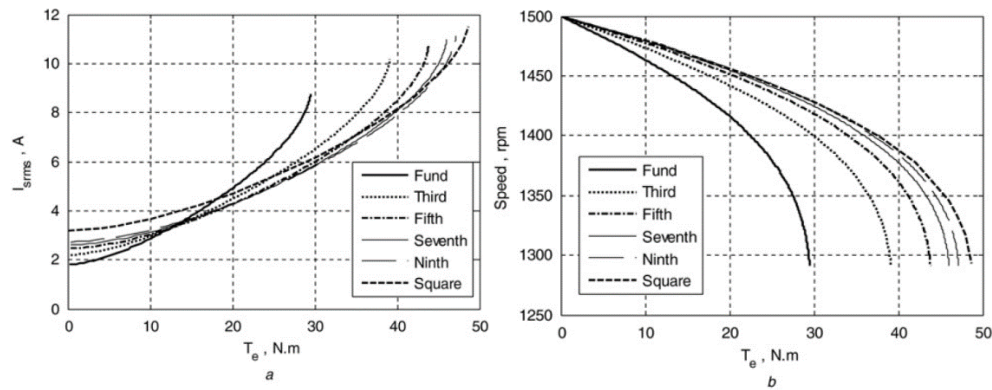 12
10
8
6
4
2
0
I_srms , A
Fund
Third
Fifth
Seventh
Ninth
Square
0 10 20 30 40 50
T_e , N.m
a
1500
1450
1400
1350
1300
1250
Speed , rpm
Fund
Third
Fifth
Seventh
Ninth
Square
0 10 20 30 40 50
T_e , N.m
b